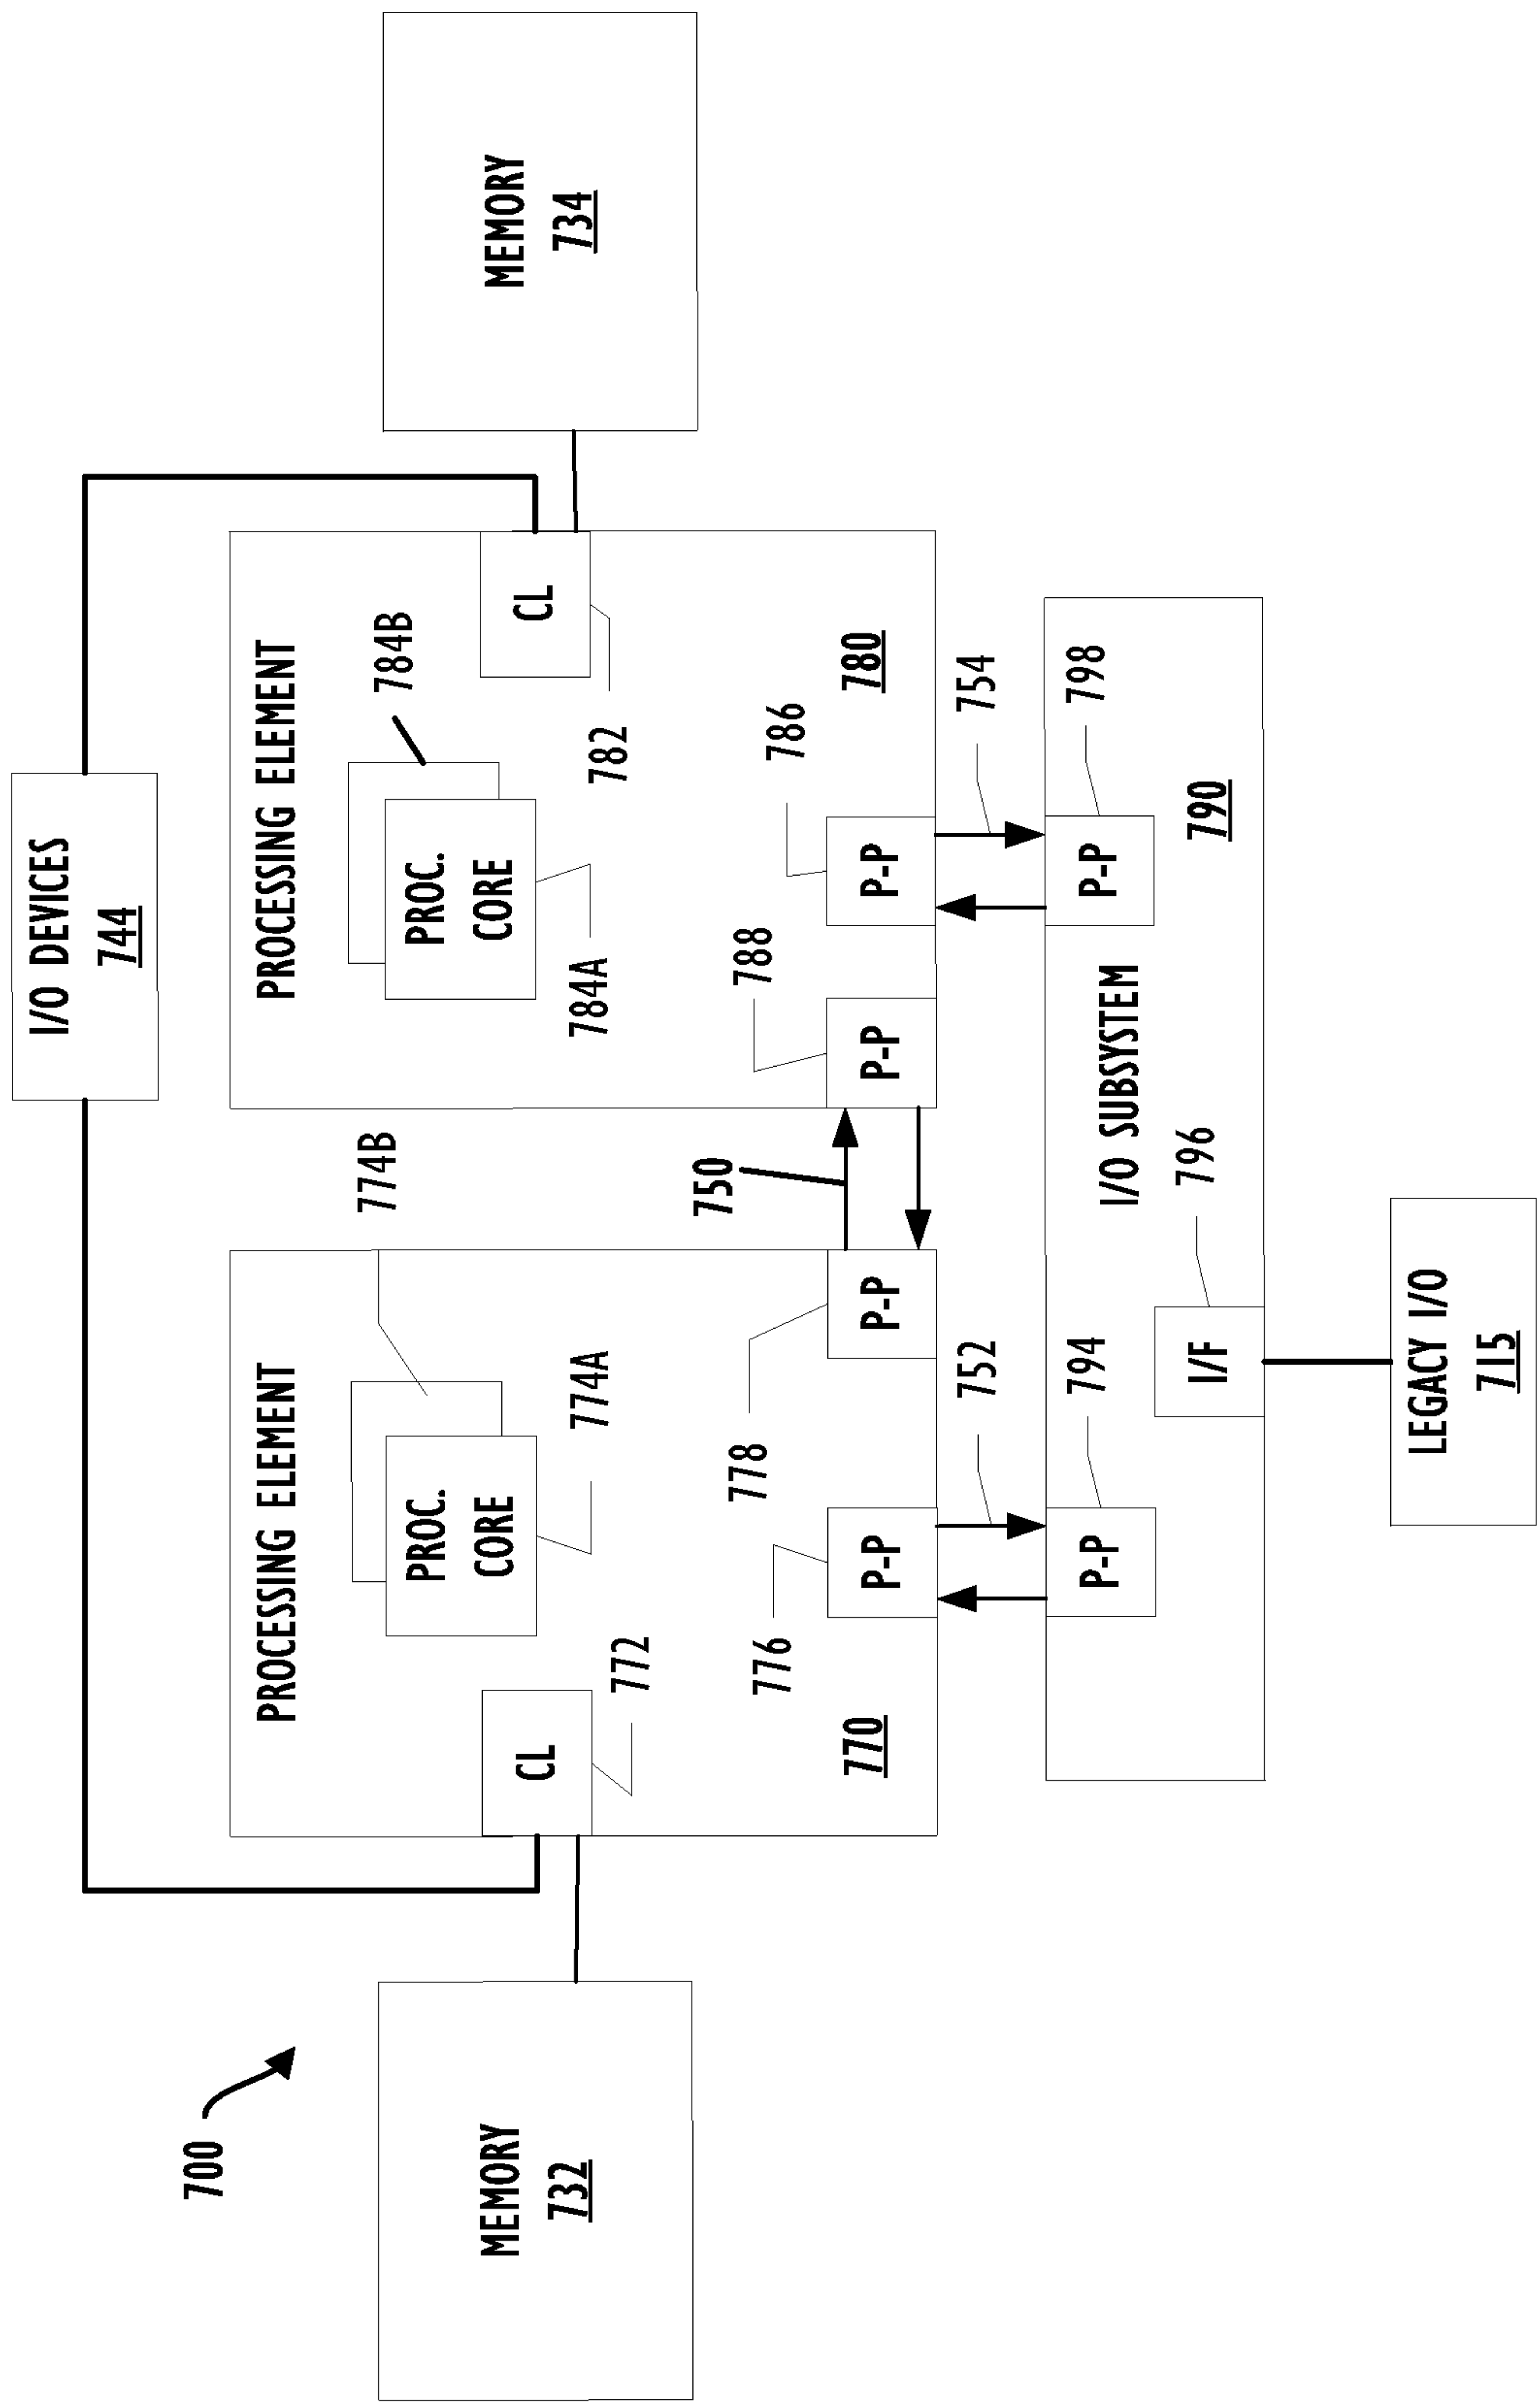 700
I/O DEVICES
744
PROCESSING ELEMENT
774B
PROC.
CORE
774A
CL
772
778
P-P
776
P-P
770
750
PROCESSING ELEMENT
784B
PROC.
CORE
784A
CL
782
788
P-P
786
P-P
780
MEMORY
732
MEMORY
734
752
754
794
P-P
I/O SUBSYSTEM
796
I/F
798
P-P
790
LEGACY I/O
715